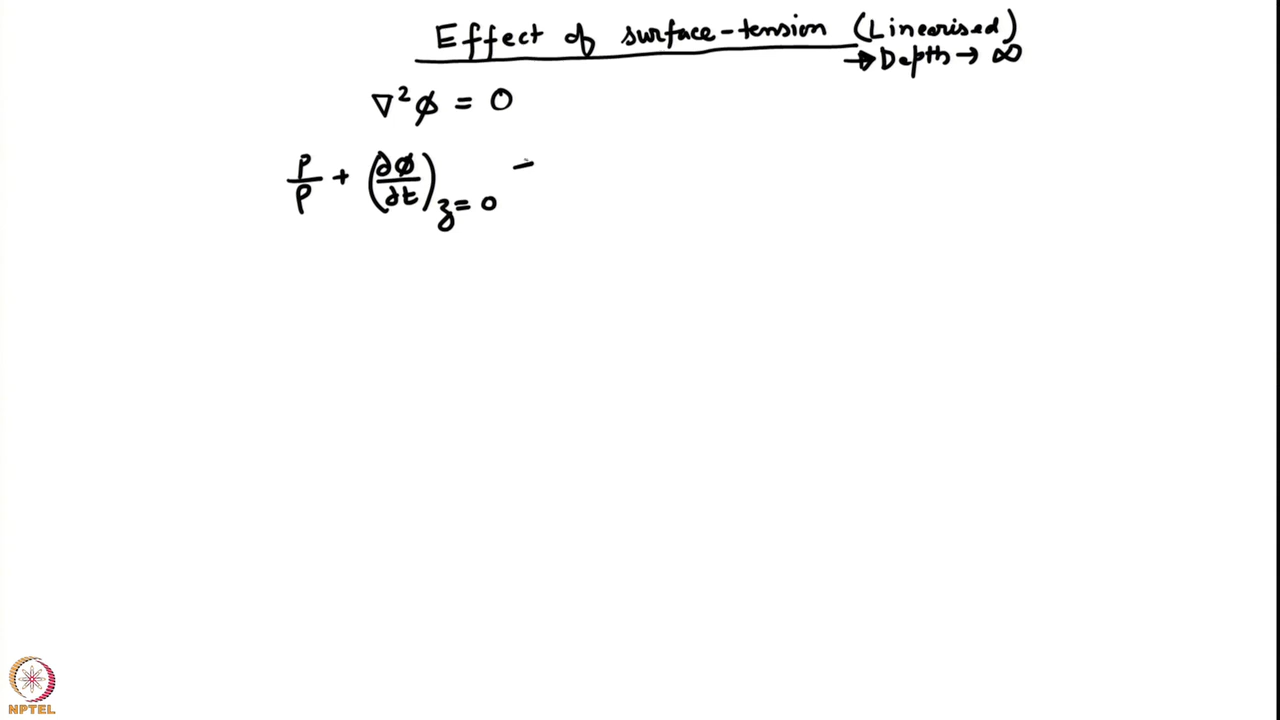 Effect of surface-tension (Linearised)
→ Depth → ∞
∇²φ = 0
p/ρ + (∂φ/∂t)z=0 -
NPTEL